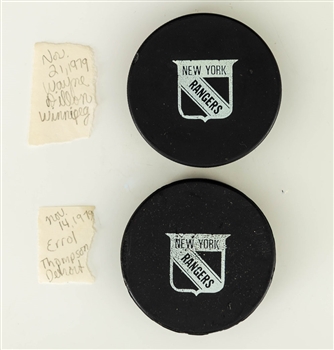 Nov.
21,1979
Wayne
Dillon
Winnipeg
NEW YORK
RANGERS
nov.
14,1979
Errol
Thompson
Detroit
NEW YORK
RANGERS